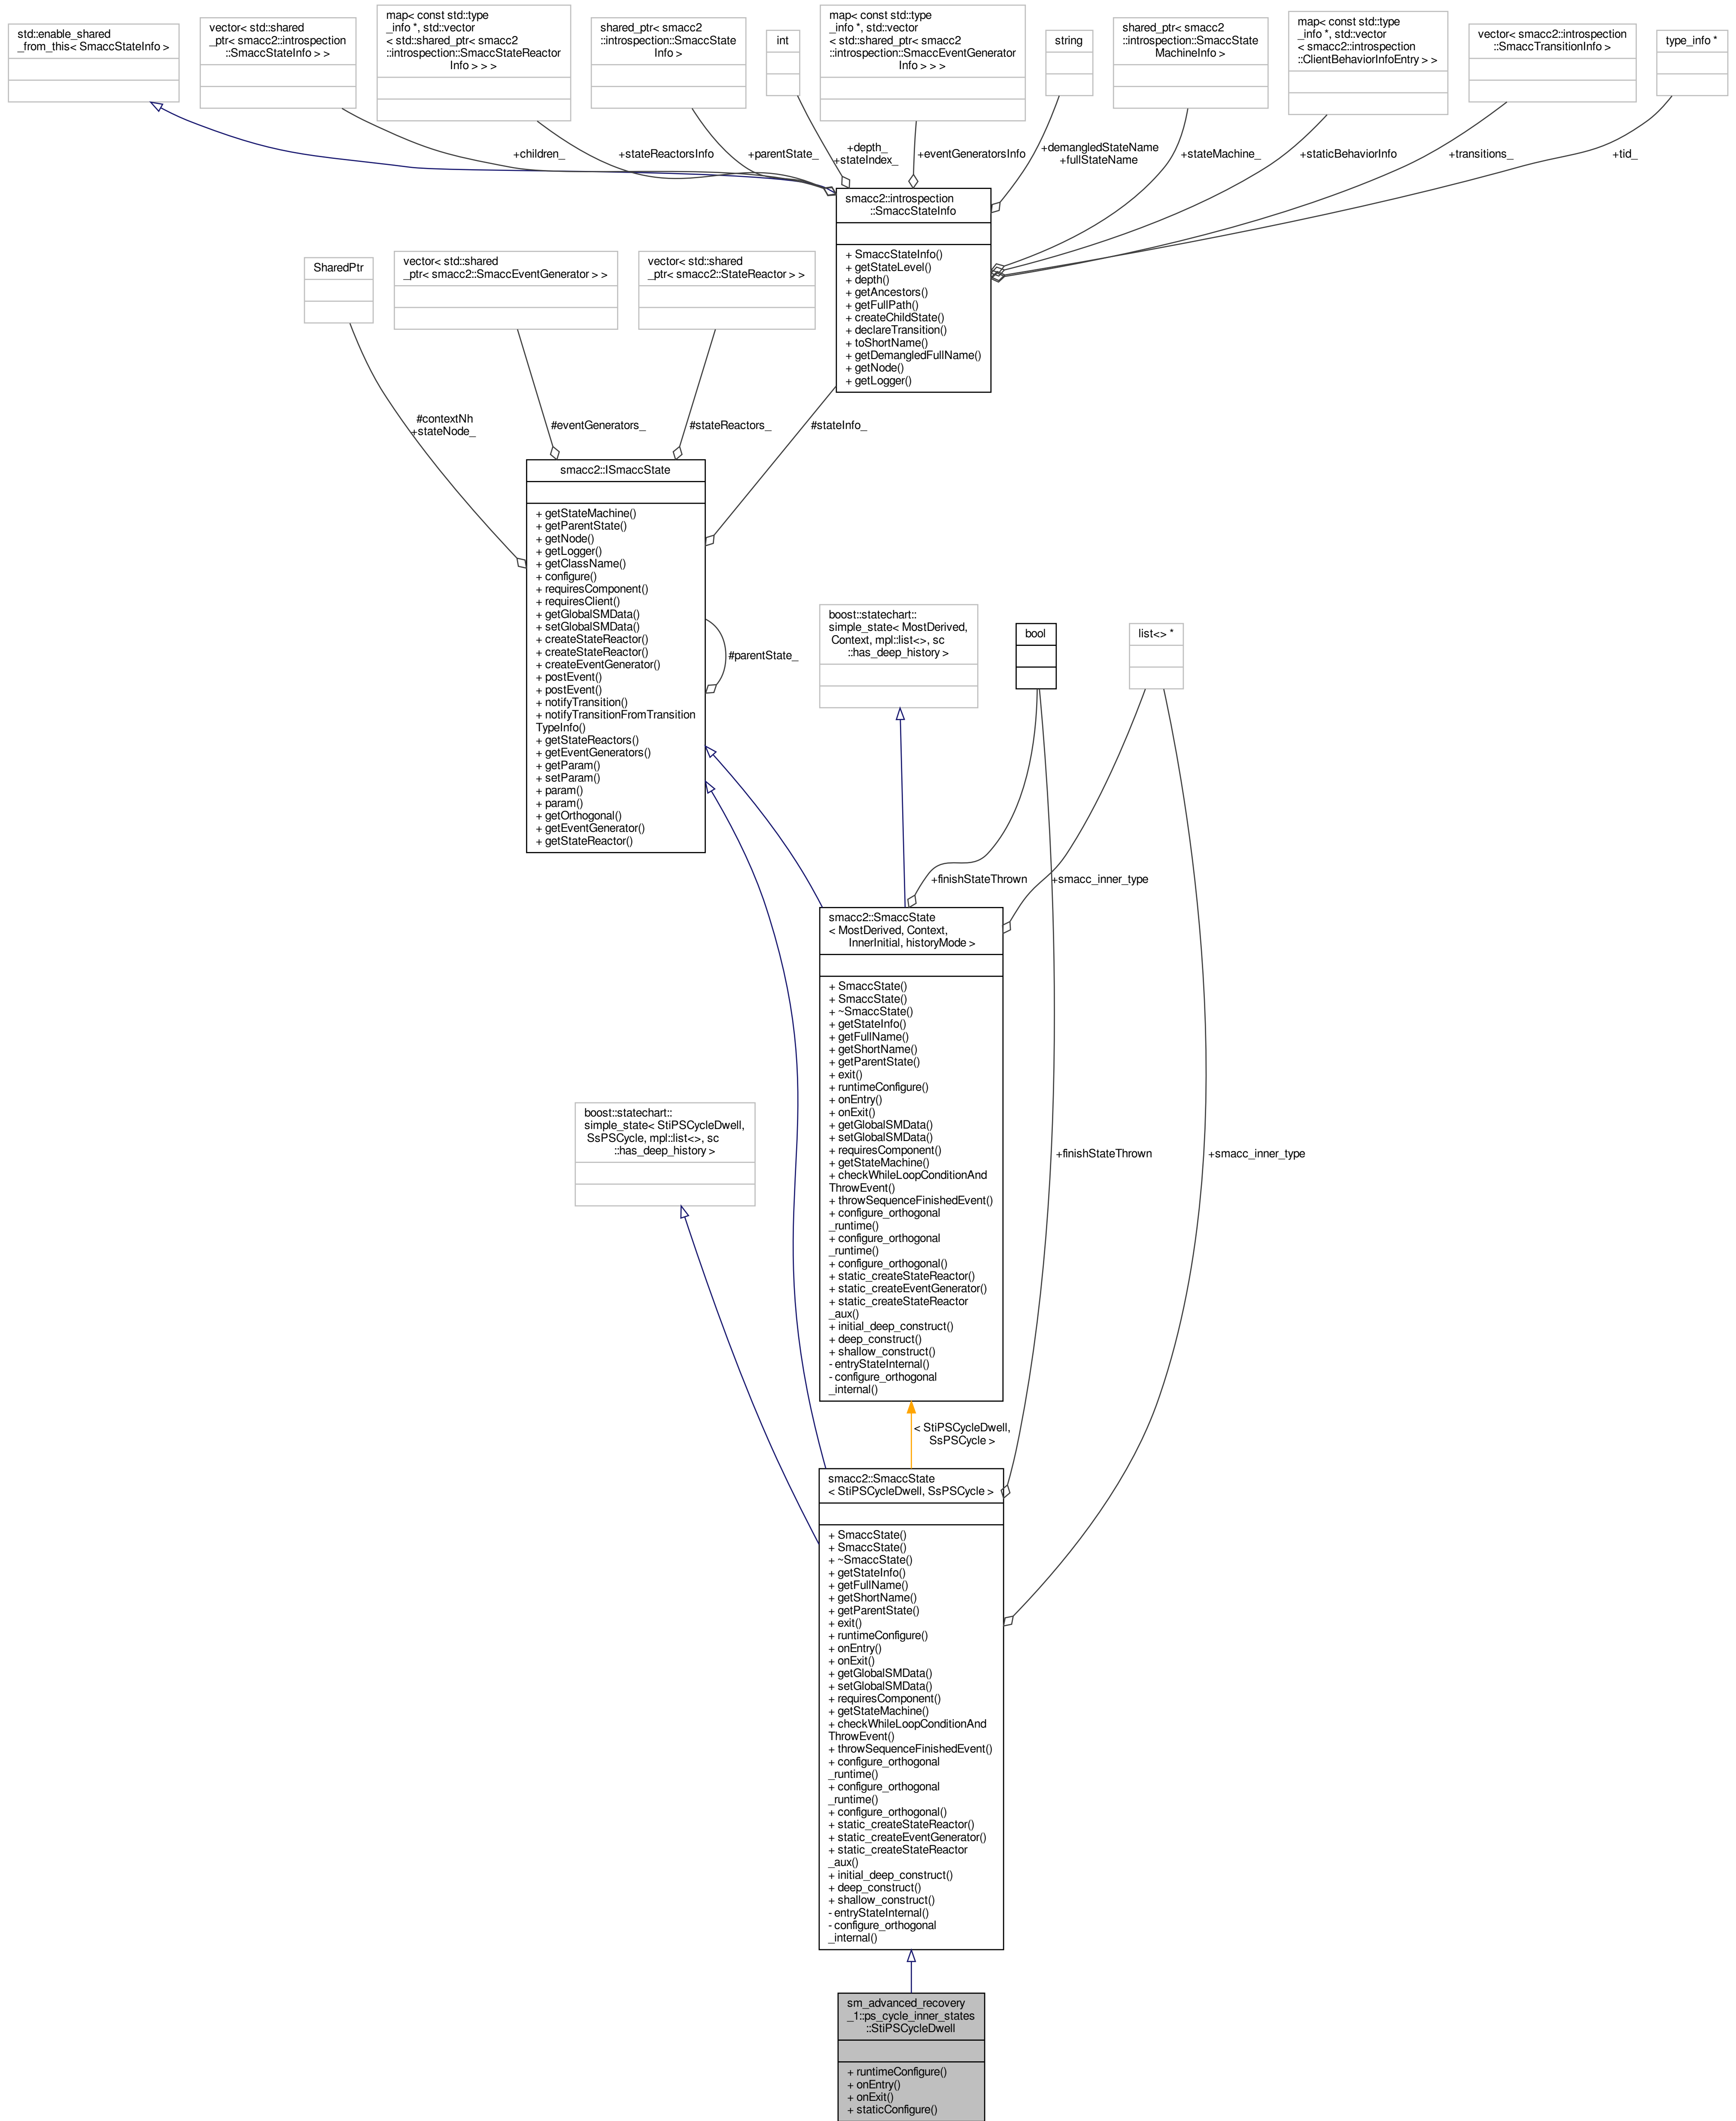 std::enable_shared
_from_this< SmaccStateInfo >
vector< std::shared
_ptr< smacc2::introspection
::SmaccStateInfo > >
map< const std::type
_info *, std::vector
< std::shared_ptr< smacc2
::introspection::SmaccStateReactor
Info > > >
shared_ptr< smacc2
::introspection::SmaccState
Info >
int
map< const std::type
_info *, std::vector
< std::shared_ptr< smacc2
::introspection::SmaccEventGenerator
Info > > >
string
shared_ptr< smacc2
::introspection::SmaccState
MachineInfo >
map< const std::type
_info *, std::vector
< smacc2::introspection
::ClientBehaviorInfoEntry > >
vector< smacc2::introspection
::SmaccTransitionInfo >
type_info *
+children_
+stateReactorsInfo
+parentState_
+depth_
+stateIndex_
+eventGeneratorsInfo
+demangledStateName
+fullStateName
+stateMachine_
+staticBehaviorInfo
+transitions_
+tid_
smacc2::introspection
::SmaccStateInfo
+ SmaccStateInfo()
+ getStateLevel()
+ depth()
+ getAncestors()
+ getFullPath()
+ createChildState()
+ declareTransition()
+ toShortName()
+ getDemangledFullName()
+ getNode()
+ getLogger()
SharedPtr
vector< std::shared
_ptr< smacc2::SmaccEventGenerator > >
vector< std::shared
_ptr< smacc2::StateReactor > >
#contextNh
+stateNode_
#eventGenerators_
#stateReactors_
#stateInfo_
smacc2::ISmaccState
+ getStateMachine()
+ getParentState()
+ getNode()
+ getLogger()
+ getClassName()
+ configure()
+ requiresComponent()
+ requiresClient()
+ getGlobalSMData()
+ setGlobalSMData()
+ createStateReactor()
+ createStateReactor()
+ createEventGenerator()
+ postEvent()
+ postEvent()
+ notifyTransition()
+ notifyTransitionFromTransition
TypeInfo()
+ getStateReactors()
+ getEventGenerators()
+ getParam()
+ setParam()
+ param()
+ param()
+ getOrthogonal()
+ getEventGenerator()
+ getStateReactor()
#parentState_
boost::statechart::
simple_state< MostDerived,
Context, mpl::list<>, sc
::has_deep_history >
bool
list<> *
+finishStateThrown
+smacc_inner_type
smacc2::SmaccState
< MostDerived, Context,
InnerInitial, historyMode >
+ SmaccState()
+ SmaccState()
+ ~SmaccState()
+ getStateInfo()
+ getFullName()
+ getShortName()
+ getParentState()
+ exit()
+ runtimeConfigure()
+ onEntry()
+ onExit()
+ getGlobalSMData()
+ setGlobalSMData()
+ requiresComponent()
+ getStateMachine()
+ checkWhileLoopConditionAnd
ThrowEvent()
+ throwSequenceFinishedEvent()
+ configure_orthogonal
_runtime()
+ configure_orthogonal
_runtime()
+ configure_orthogonal()
+ static_createStateReactor()
+ static_createEventGenerator()
+ static_createStateReactor
_aux()
+ initial_deep_construct()
+ deep_construct()
+ shallow_construct()
- entryStateInternal()
- configure_orthogonal
_internal()
boost::statechart::
simple_state< StiPSCycleDwell,
SsPSCycle, mpl::list<>, sc
::has_deep_history >
+finishStateThrown
+smacc_inner_type
< StiPSCycleDwell,
SsPSCycle >
smacc2::SmaccState
< StiPSCycleDwell, SsPSCycle >
+ SmaccState()
+ SmaccState()
+ ~SmaccState()
+ getStateInfo()
+ getFullName()
+ getShortName()
+ getParentState()
+ exit()
+ runtimeConfigure()
+ onEntry()
+ onExit()
+ getGlobalSMData()
+ setGlobalSMData()
+ requiresComponent()
+ getStateMachine()
+ checkWhileLoopConditionAnd
ThrowEvent()
+ throwSequenceFinishedEvent()
+ configure_orthogonal
_runtime()
+ configure_orthogonal
_runtime()
+ configure_orthogonal()
+ static_createStateReactor()
+ static_createEventGenerator()
+ static_createStateReactor
_aux()
+ initial_deep_construct()
+ deep_construct()
+ shallow_construct()
- entryStateInternal()
- configure_orthogonal
_internal()
sm_advanced_recovery
_1::ps_cycle_inner_states
::StiPSCycleDwell
+ runtimeConfigure()
+ onEntry()
+ onExit()
+ staticConfigure()